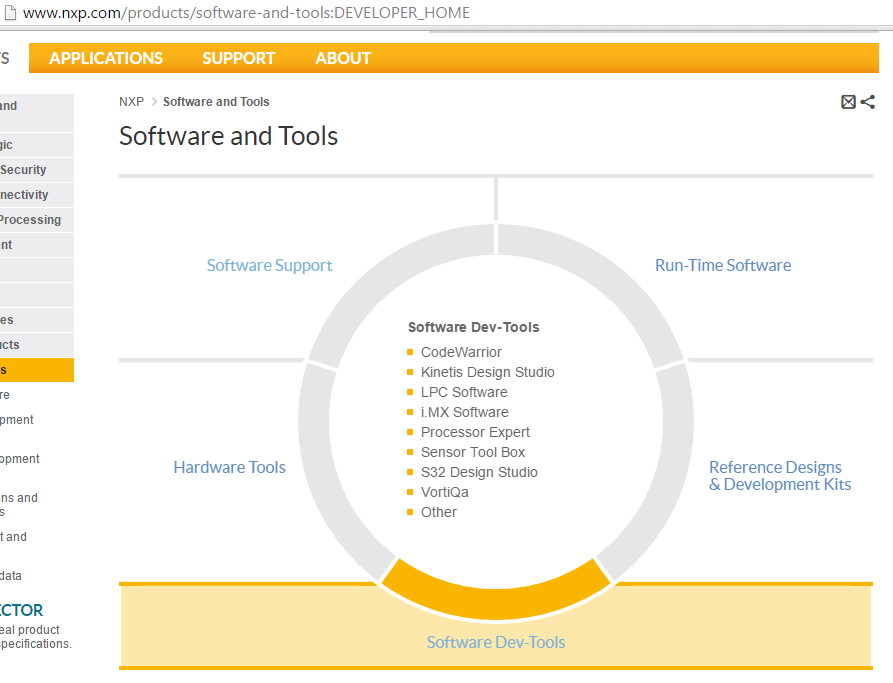 www.nxp.com/products/software-and-tools:DEVELOPER_HOME
S APPLICATIONS SUPPORT ABOUT
NXP > Software and Tools
Software and Tools
and
gic
Security
nectivity
Processing
nt
es
ucts
s
re
pment
opment
ns and
s
t and
data
ECTOR
eal product
specifications.
Software Support
Run-Time Software
Software Dev-Tools
CodeWarrior
Kinetis Design Studio
LPC Software
i.MX Software
Processor Expert
Sensor Tool Box
S32 Design Studio
VortiQa
Other
Hardware Tools
Reference Designs
& Development Kits
Software Dev-Tools